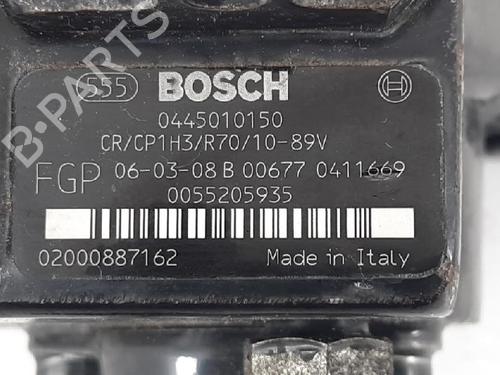 555 BOSCH
0445010150
CR/CP1H3/R70/10-89V
FGP 06-03-08 B 00677 0411669
0055205935
02000887162 Made in Italy
B-PARTS